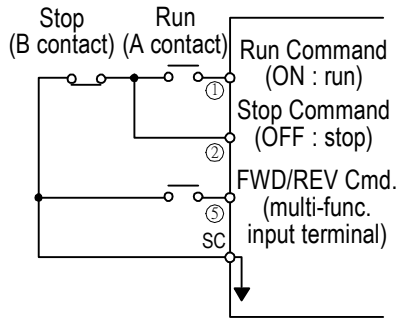 Stop
(B contact)
Run
(A contact)
Run Command
(ON : run)
①
Stop Command
(OFF : stop)
②
FWD/REV Cmd.
(multi-func.
input terminal)
⑤
SC